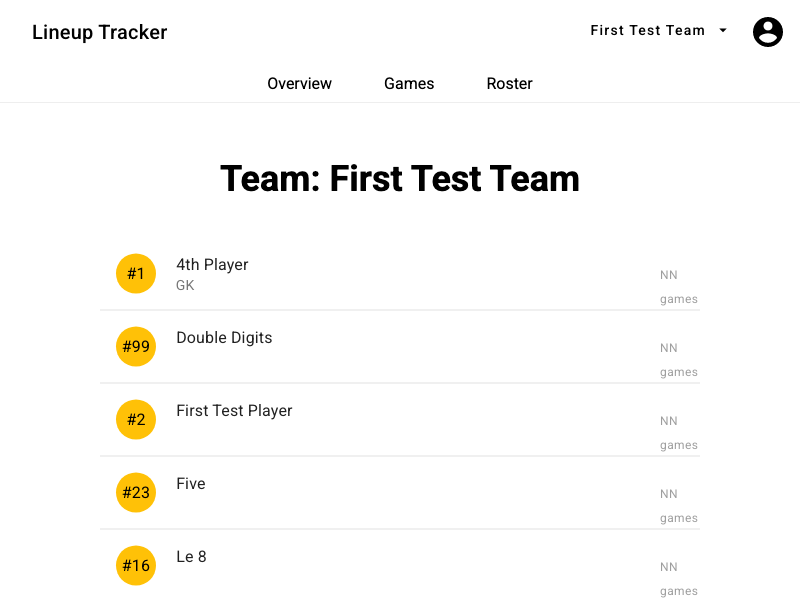 Lineup Tracker
First Test Team
Overview Games Roster
Team: First Test Team
#1 4th Player
GK
NN
games
#99 Double Digits
NN
games
#2 First Test Player
NN
games
#23 Five
NN
games
#16 Le 8
NN
games